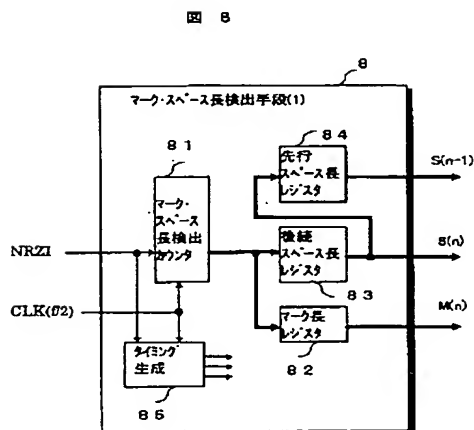 図 8
8
マーク・スペース長検出手段(1)
81
マーク・
スペース
長検出
カウンタ
84
先行
スペース長
レジスタ
S(n-1)
NRZI
後続
スペース長
レジスタ
83
S(n)
CLK(f/2)
マーク長
レジスタ
82
M(n)
タイミング
生成
85